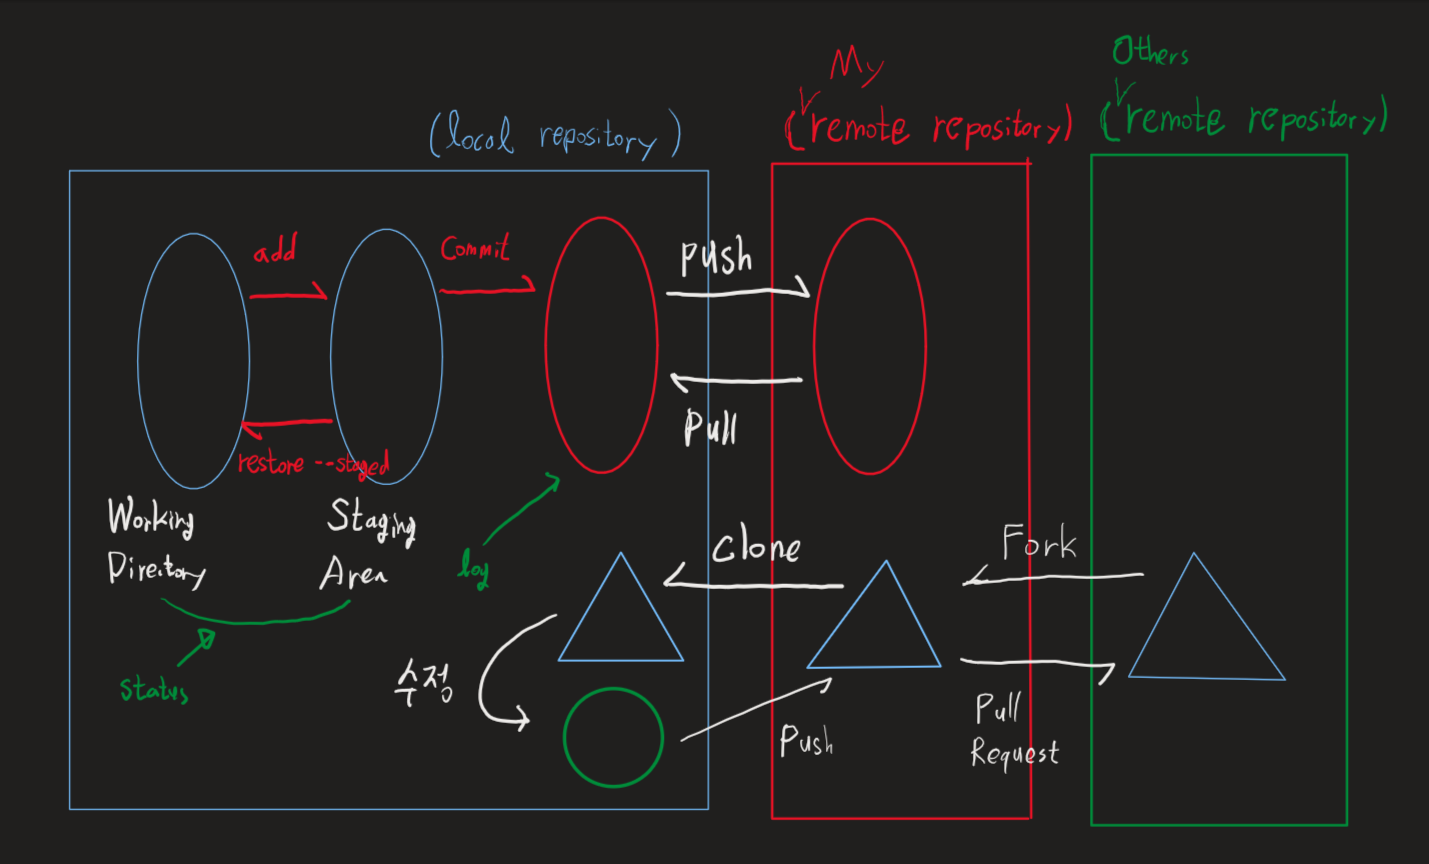 My
Others
(local repository)
(remote repository)
(remote repository)
add
Commit
push
Pull
restore --staged
Working
Directory
Staging
Area
log
status
수정
Clone
Fork
Push
Pull
Request